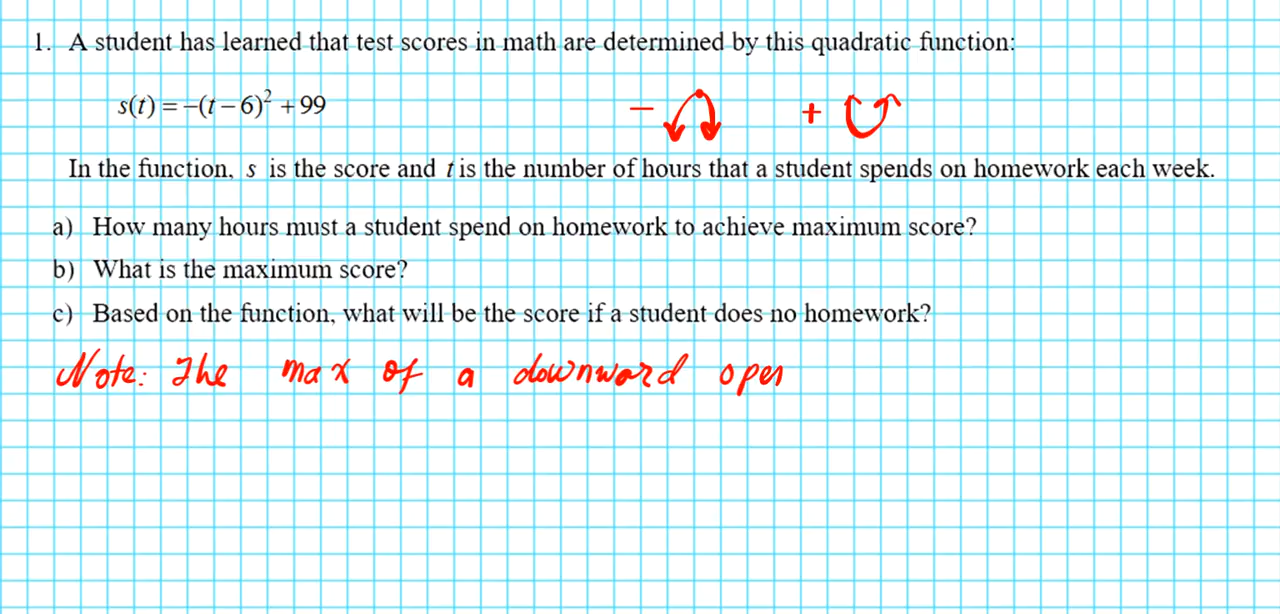 1. A student has learned that test scores in math are determined by this quadratic function:
s(t) = −(t − 6)² + 99
− +
In the function, s is the score and t is the number of hours that a student spends on homework each week.
a) How many hours must a student spend on homework to achieve maximum score?
b) What is the maximum score?
c) Based on the function, what will be the score if a student does no homework?
Note: The max of a downward open